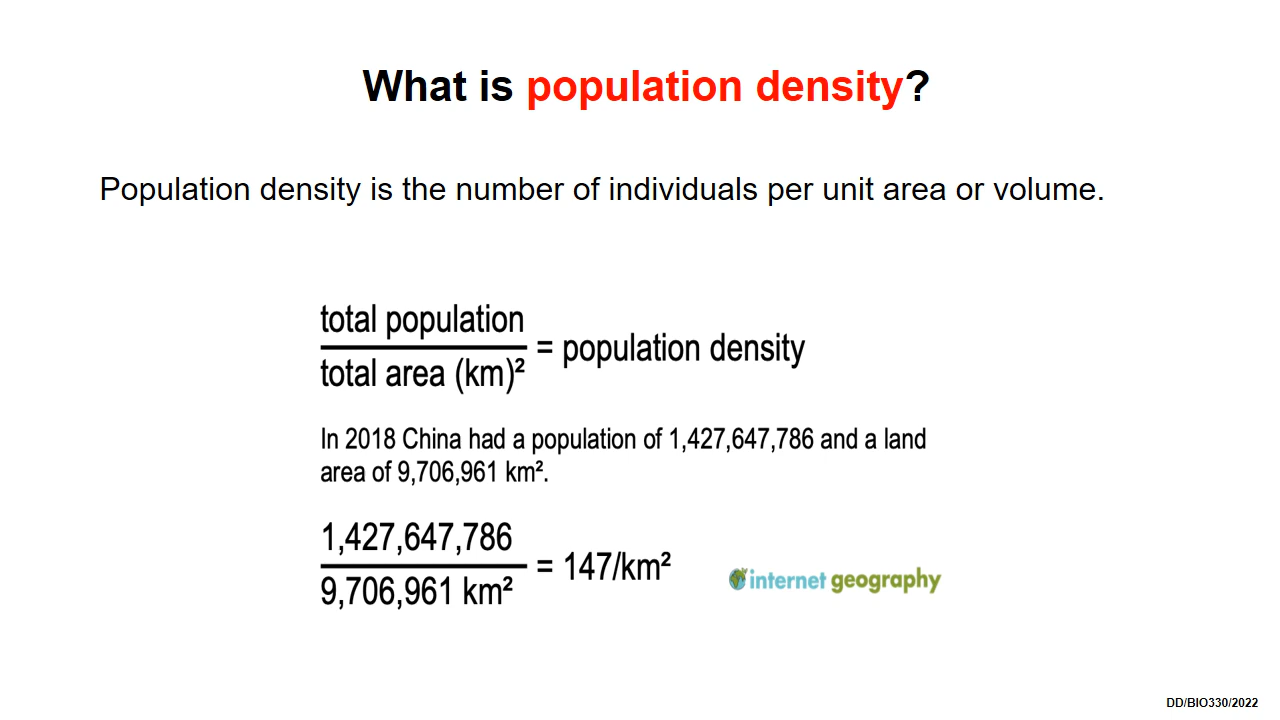 What is population density?
Population density is the number of individuals per unit area or volume.
total population
total area (km)² = population density
In 2018 China had a population of 1,427,647,786 and a land
area of 9,706,961 km².
1,427,647,786
9,706,961 km² = 147/km²
internet geography
DD/BIO330/2022